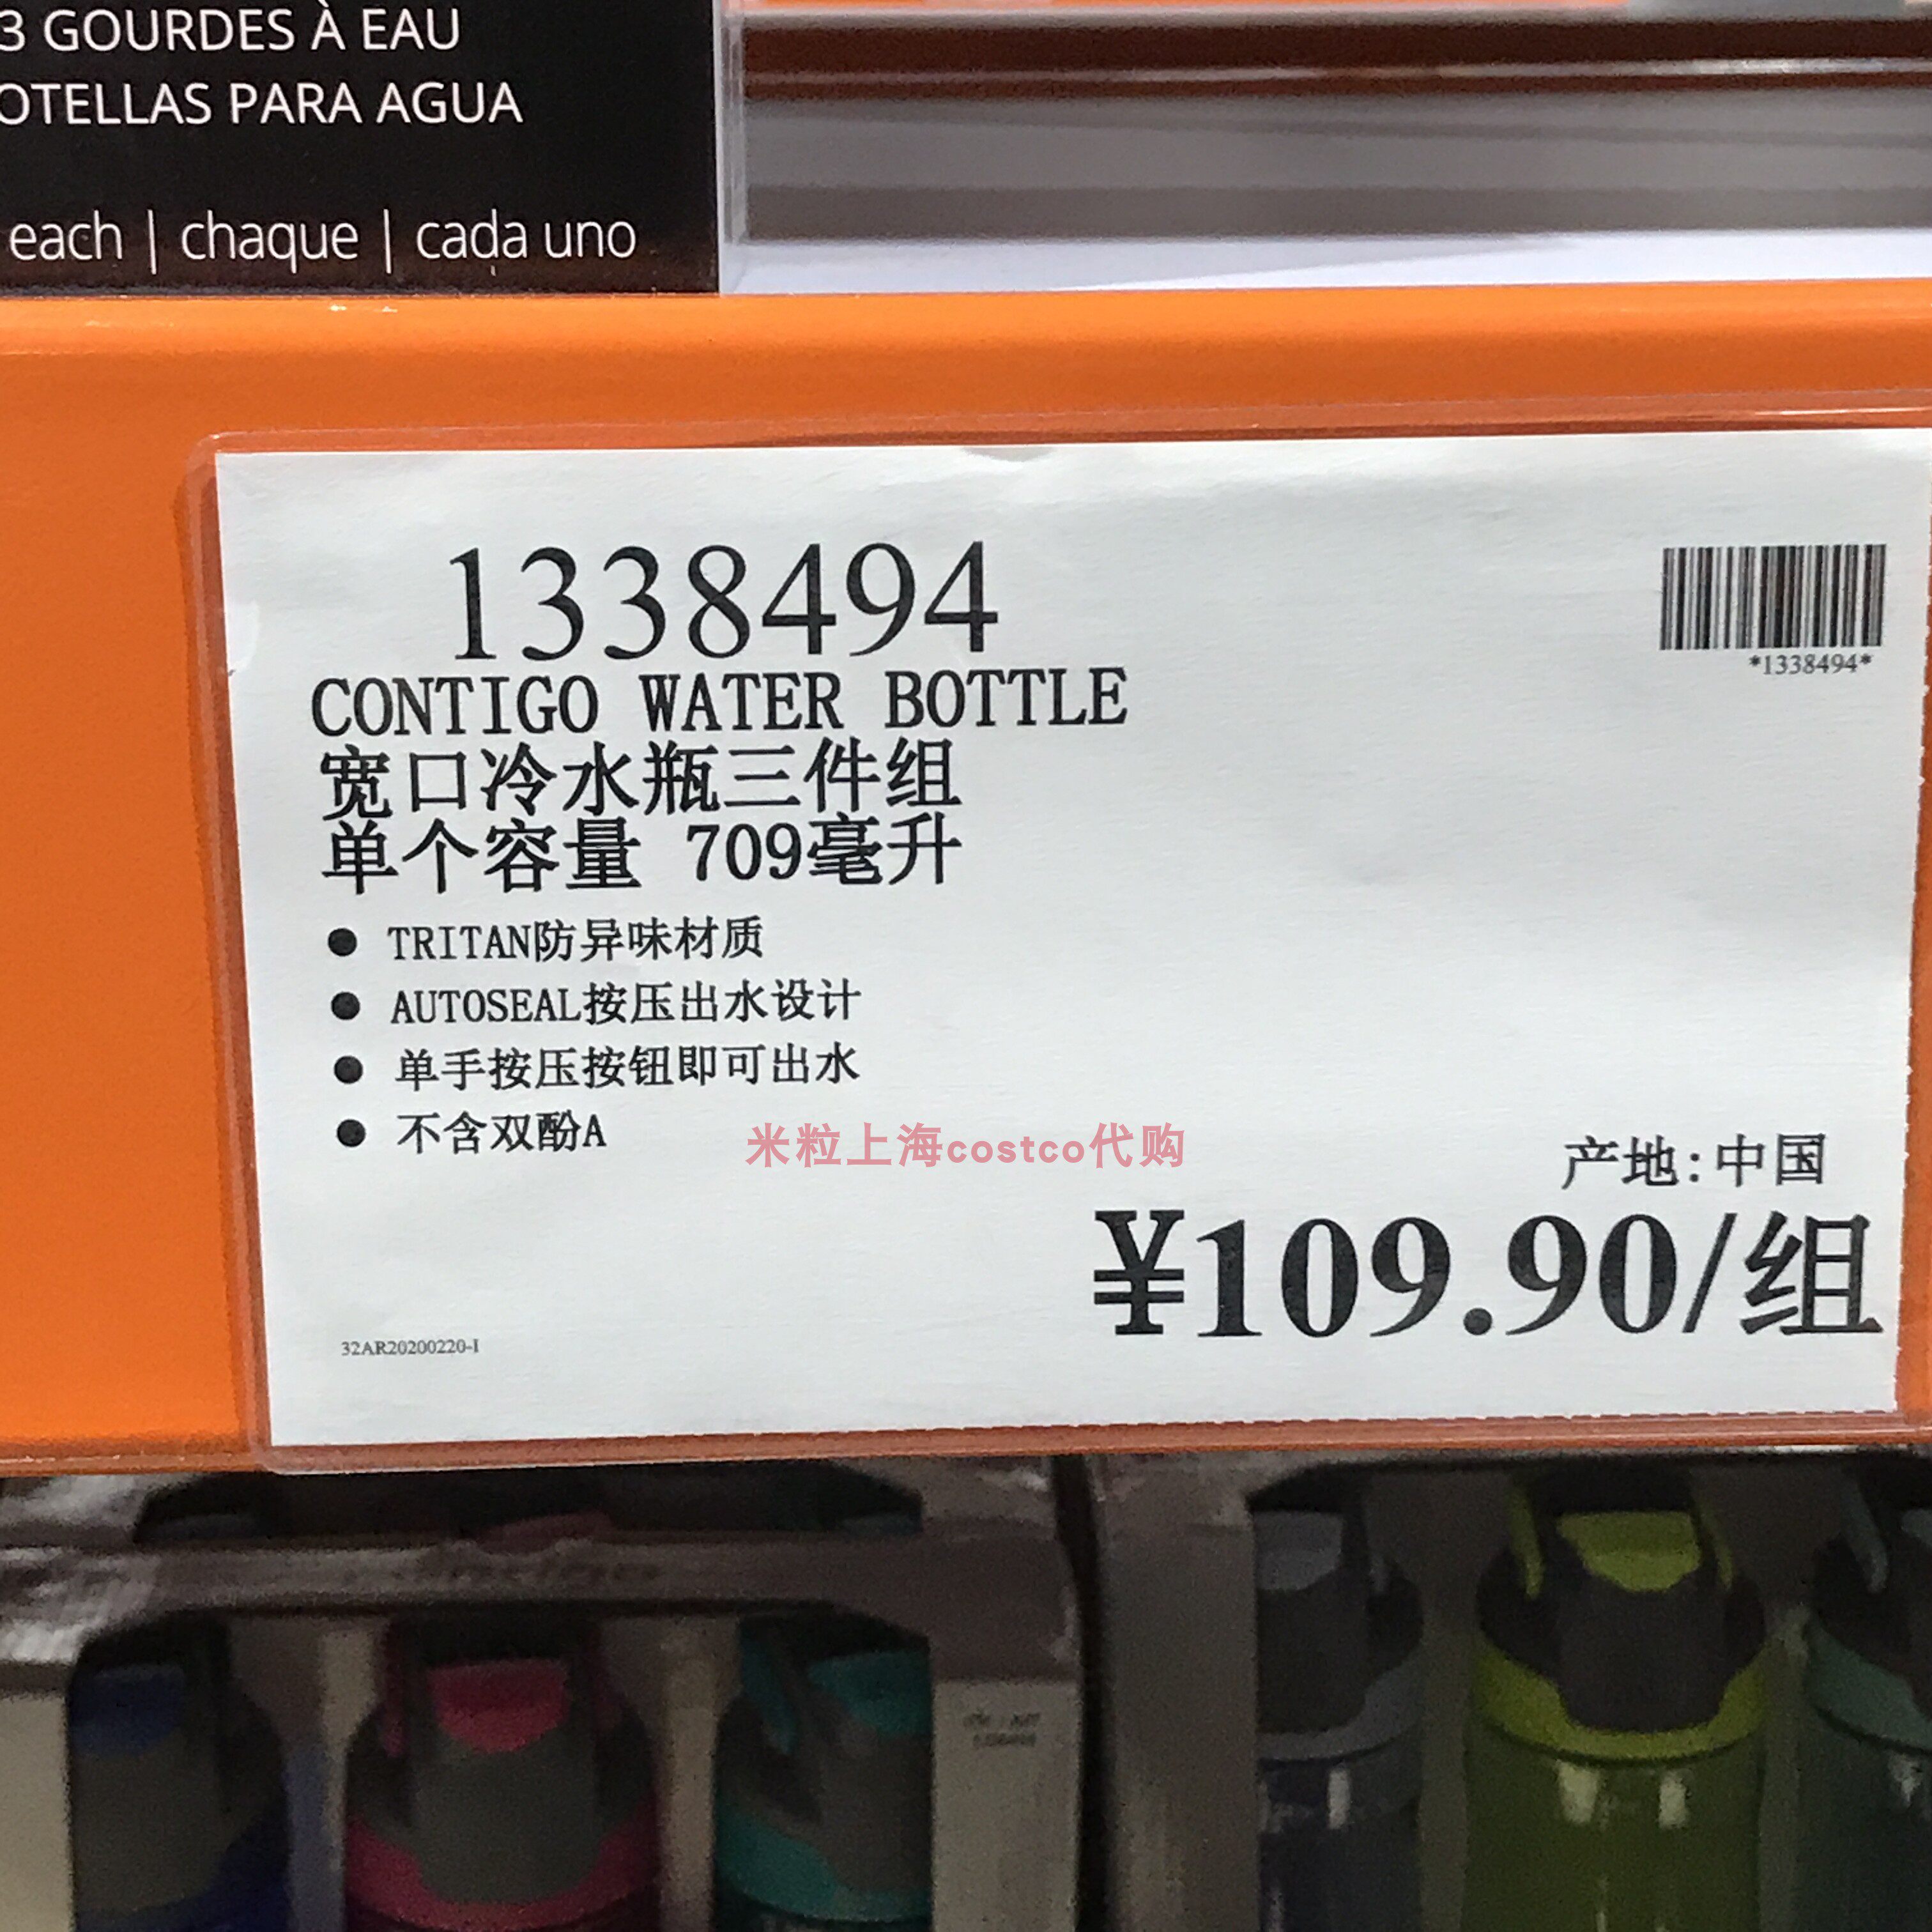 3 GOURDES À EAU
OTELLAS PARA AGUA
each | chaque | cada uno
1338494
*1338494*
CONTIGO WATER BOTTLE
宽口冷水瓶三件组
单个容量 709毫升
● TRITAN防异味材质
● AUTOSEAL按压出水设计
● 单手按压按钮即可出水
● 不含双酚A
米粒上海costco代购
产地:中国
¥109.90/组
32AR20200220-I